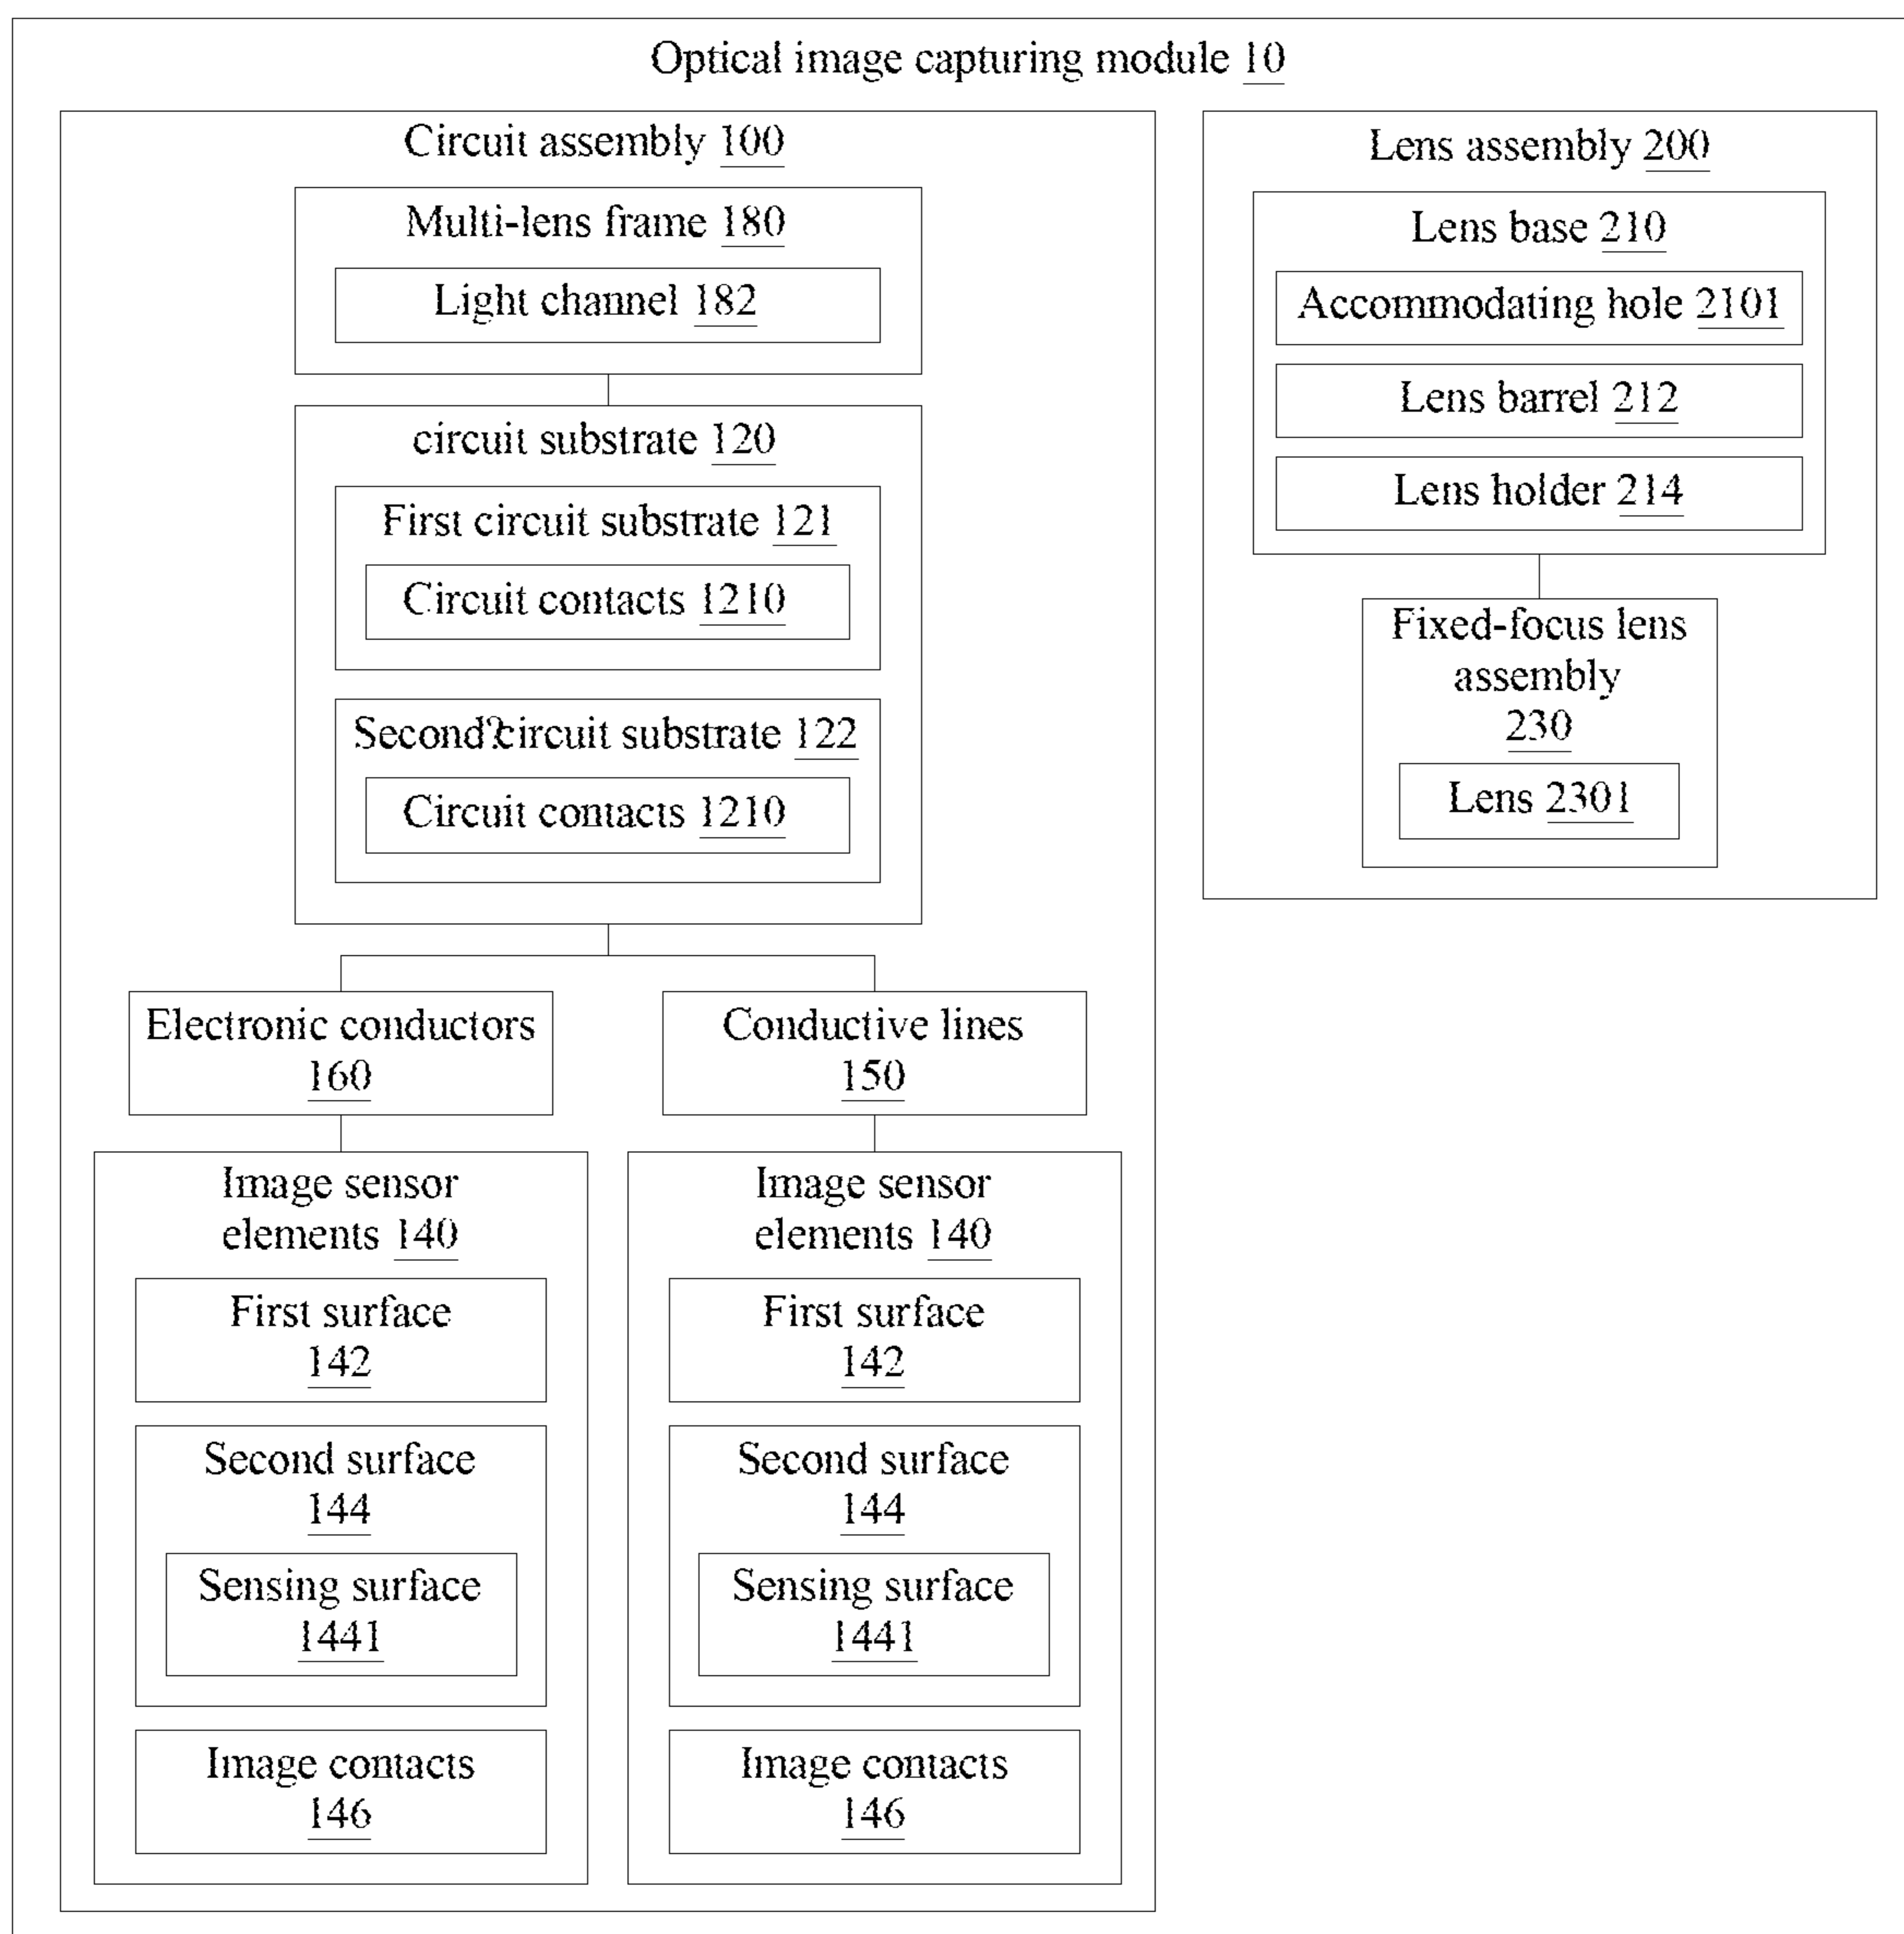 Optical image capturing module 10
Circuit assembly 100
Multi-lens frame 180
Light channel 182
circuit substrate 120
First circuit substrate 121
Circuit contacts 1210
Second?circuit substrate 122
Circuit contacts 1210
Electronic conductors
160
Image sensor
elements 140
First surface
142
Second surface
144
Sensing surface
1441
Image contacts
146
Conductive lines
150
Image sensor
elements 140
First surface
142
Second surface
144
Sensing surface
1441
Image contacts
146
Lens assembly 200
Lens base 210
Accommodating hole 2101
Lens barrel 212
Lens holder 214
Fixed-focus lens
assembly
230
Lens 2301